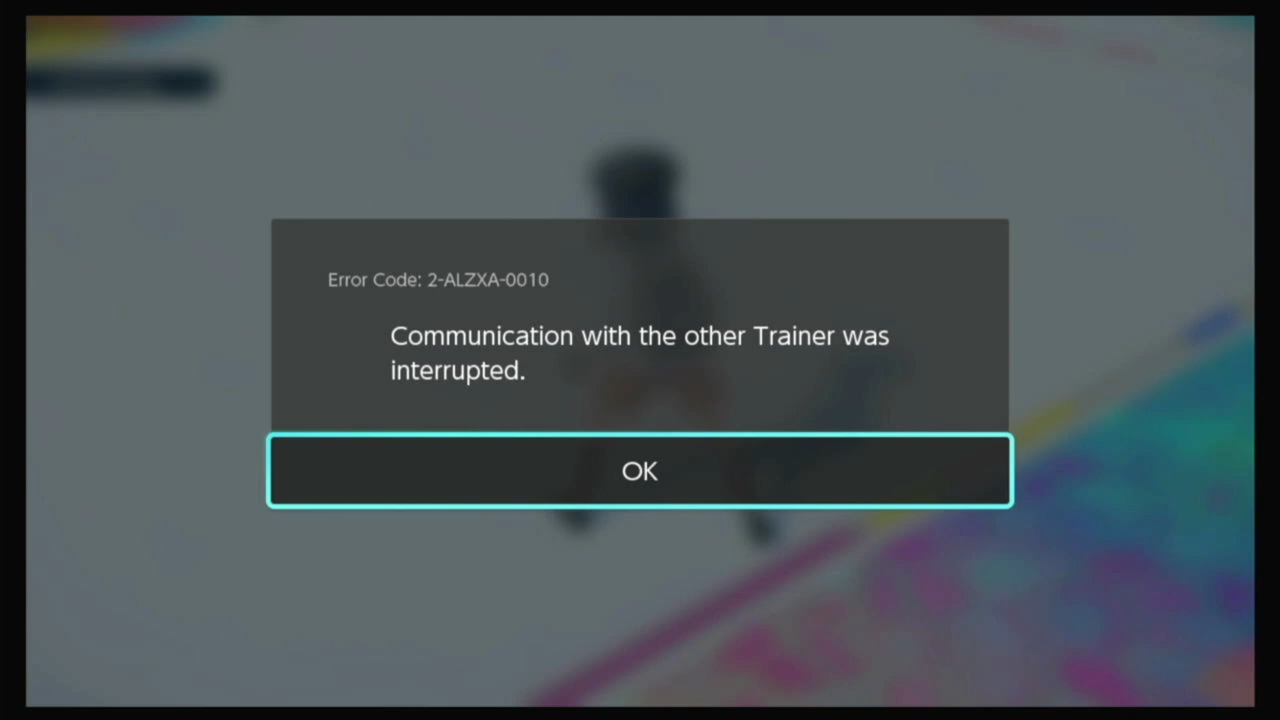 Error Code: 2-ALZXA-0010
Communication with the other Trainer was
interrupted.
OK